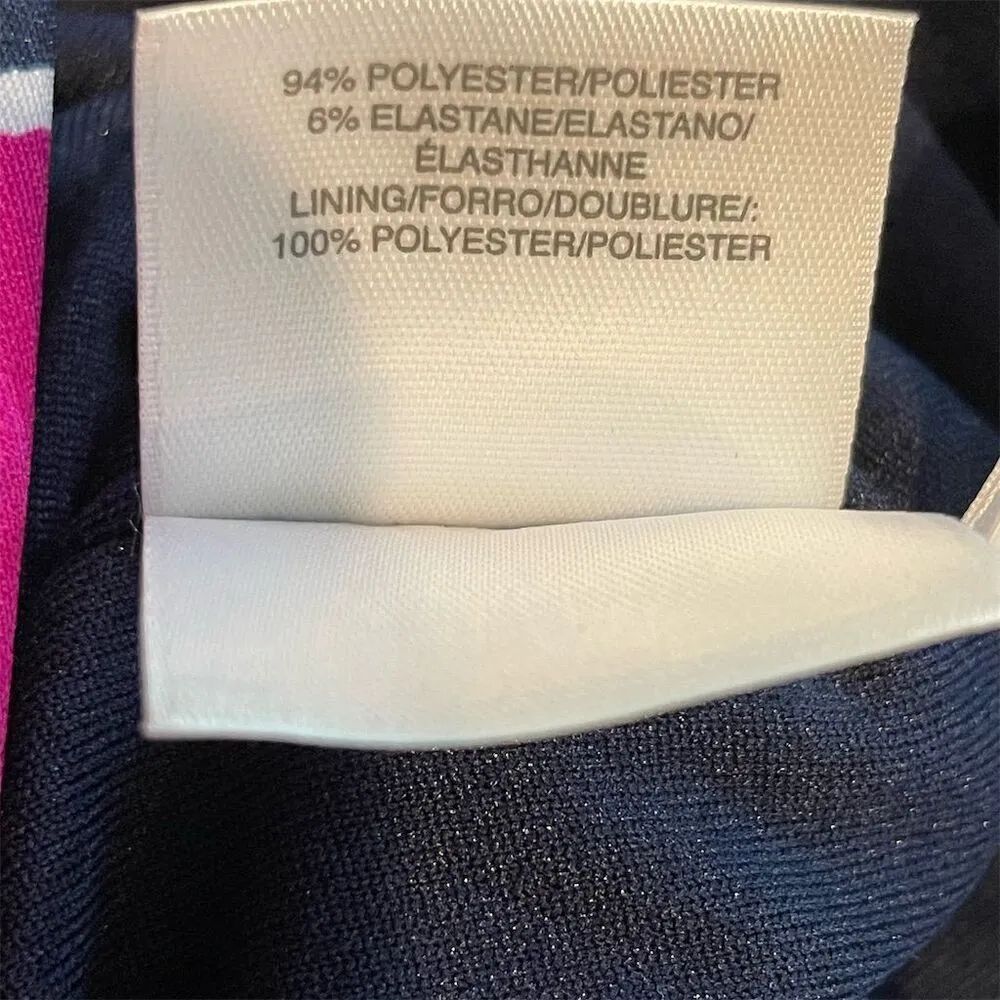 94% POLYESTER/POLIESTER
6% ELASTANE/ELASTANO/
ÉLASTHANNE
LINING/FORRO/DOUBLURE/:
100% POLYESTER/POLIESTER